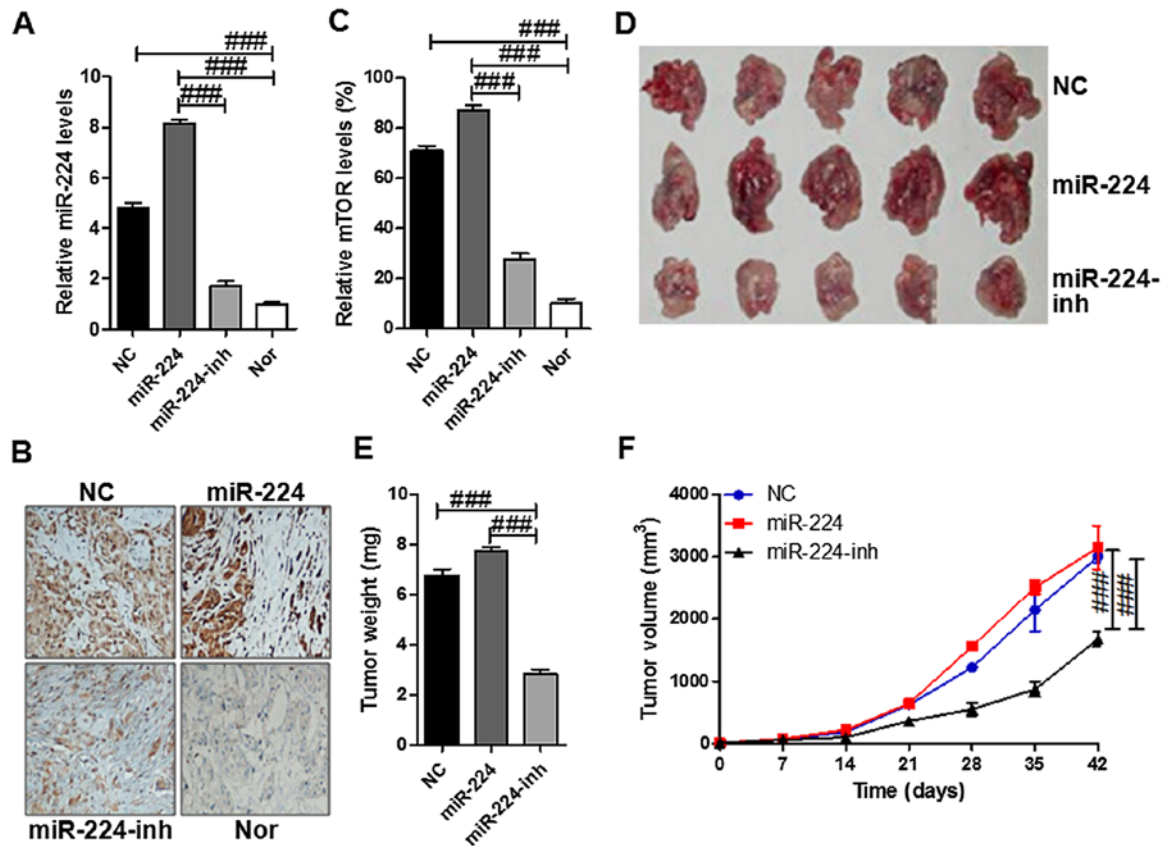 A
###
###
###
Relative miR-224 levels
10
8
6
4
2
0
NC
miR-224
miR-224-inh
Nor
C
###
###
###
Relative mTOR levels (%)
100
80
60
40
20
0
NC
miR-224
miR-224-inh
Nor
D
NC
miR-224
miR-224-
inh
B
NC
miR-224
miR-224-inh
Nor
E
###
###
Tumor weight (mg)
10
8
6
4
2
0
NC
miR-224
miR-224-inh
F
NC
miR-224
miR-224-inh
###
###
Tumor volume (mm³)
4000
3000
2000
1000
0
0 7 14 21 28 35 42
Time (days)